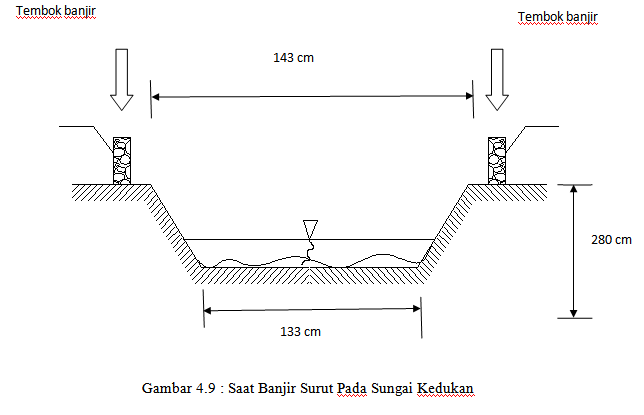 Tembok banjir
Tembok banjir
143 cm
280 cm
133 cm
Gambar 4.9 : Saat Banjir Surut Pada Sungai Kedukan